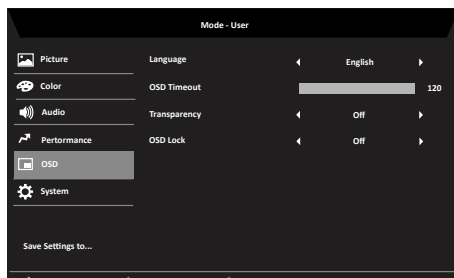 Mode - User
Picture
Language English
Color
OSD Timeout 120
Audio
Transparency Off
Pertormance
OSD Lock Off
OSD
System
Save Settings to...